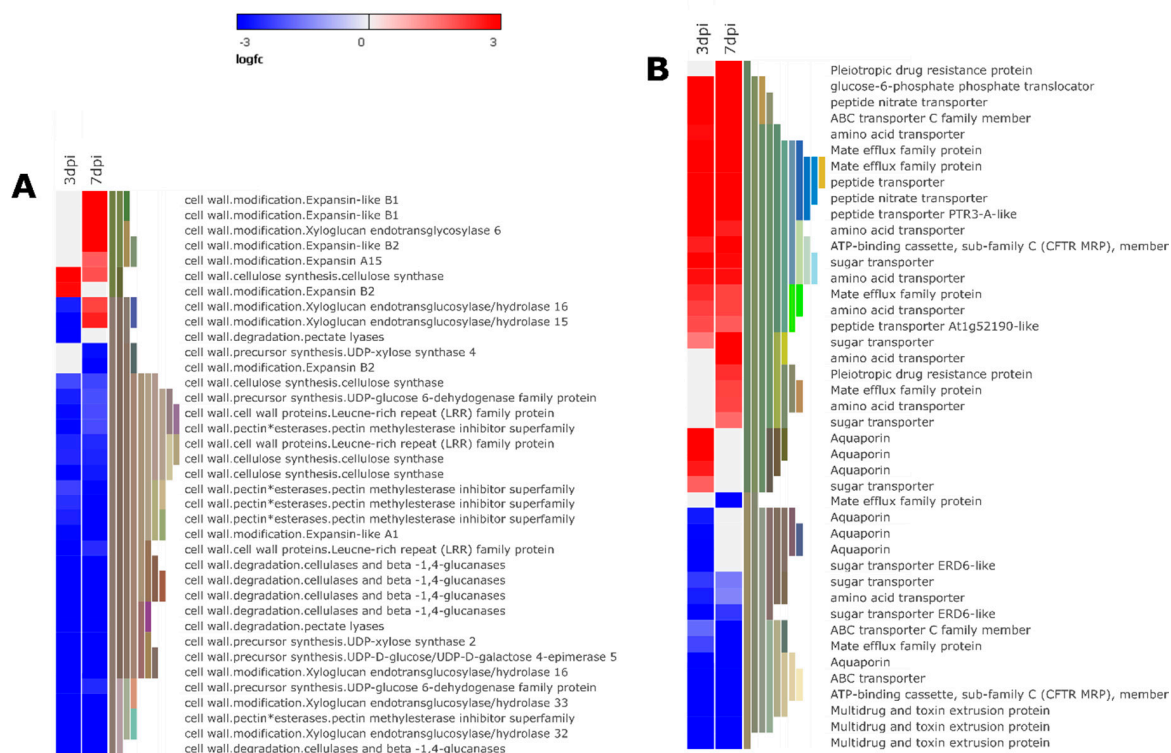 -3
0
3
logfc
A
3dpi
7dpi
cell wall.modification.Expansin-like B1
cell wall.modification.Expansin-like B1
cell wall.modification.Xyloglucan endotransglycosylase 6
cell wall.modification.Expansin-like B2
cell wall.modification.Expansin A15
cell wall.cellulose synthesis.cellulose synthase
cell wall.modification.Expansin B2
cell wall.modification.Xyloglucan endotransglucosylase/hydrolase 16
cell wall.modification.Xyloglucan endotransglucosylase/hydrolase 15
cell wall.degradation.pectate lyases
cell wall.precursor synthesis.UDP-xylose synthase 4
cell wall.modification.Expansin B2
cell wall.cellulose synthesis.cellulose synthase
cell wall.precursor synthesis.UDP-glucose 6-dehydogenase family protein
cell wall.cell wall proteins.Leucne-rich repeat (LRR) family protein
cell wall.pectin*esterases.pectin methylesterase inhibitor superfamily
cell wall.cell wall proteins.Leucne-rich repeat (LRR) family protein
cell wall.cellulose synthesis.cellulose synthase
cell wall.cellulose synthesis.cellulose synthase
cell wall.pectin*esterases.pectin methylesterase inhibitor superfamily
cell wall.pectin*esterases.pectin methylesterase inhibitor superfamily
cell wall.pectin*esterases.pectin methylesterase inhibitor superfamily
cell wall.modification.Expansin-like A1
cell wall.cell wall proteins.Leucne-rich repeat (LRR) family protein
cell wall.degradation.cellulases and beta -1,4-glucanases
cell wall.degradation.cellulases and beta -1,4-glucanases
cell wall.degradation.cellulases and beta -1,4-glucanases
cell wall.degradation.cellulases and beta -1,4-glucanases
cell wall.degradation.pectate lyases
cell wall.precursor synthesis.UDP-xylose synthase 2
cell wall.precursor synthesis.UDP-D-glucose/UDP-D-galactose 4-epimerase 5
cell wall.modification.Xyloglucan endotransglucosylase/hydrolase 16
cell wall.precursor synthesis.UDP-glucose 6-dehydogenase family protein
cell wall.modification.Xyloglucan endotransglucosylase/hydrolase 33
cell wall.pectin*esterases.pectin methylesterase inhibitor superfamily
cell wall.modification.Xyloglucan endotransglucosylase/hydrolase 32
cell wall.degradation.cellulases and beta -1,4-glucanases
B
3dpi
7dpi
Pleiotropic drug resistance protein
glucose-6-phosphate phosphate translocator
peptide nitrate transporter
ABC transporter C family member
amino acid transporter
Mate efflux family protein
Mate efflux family protein
peptide transporter
peptide nitrate transporter
peptide transporter PTR3-A-like
amino acid transporter
ATP-binding cassette, sub-family C (CFTR MRP), member
sugar transporter
amino acid transporter
Mate efflux family protein
amino acid transporter
peptide transporter At1g52190-like
sugar transporter
amino acid transporter
Pleiotropic drug resistance protein
Mate efflux family protein
amino acid transporter
sugar transporter
Aquaporin
Aquaporin
Aquaporin
sugar transporter
Mate efflux family protein
Aquaporin
Aquaporin
Aquaporin
sugar transporter ERD6-like
sugar transporter
amino acid transporter
sugar transporter ERD6-like
ABC transporter C family member
Mate efflux family protein
Aquaporin
ABC transporter
ATP-binding cassette, sub-family C (CFTR MRP), member
Multidrug and toxin extrusion protein
Multidrug and toxin extrusion protein
Multidrug and toxin extrusion protein